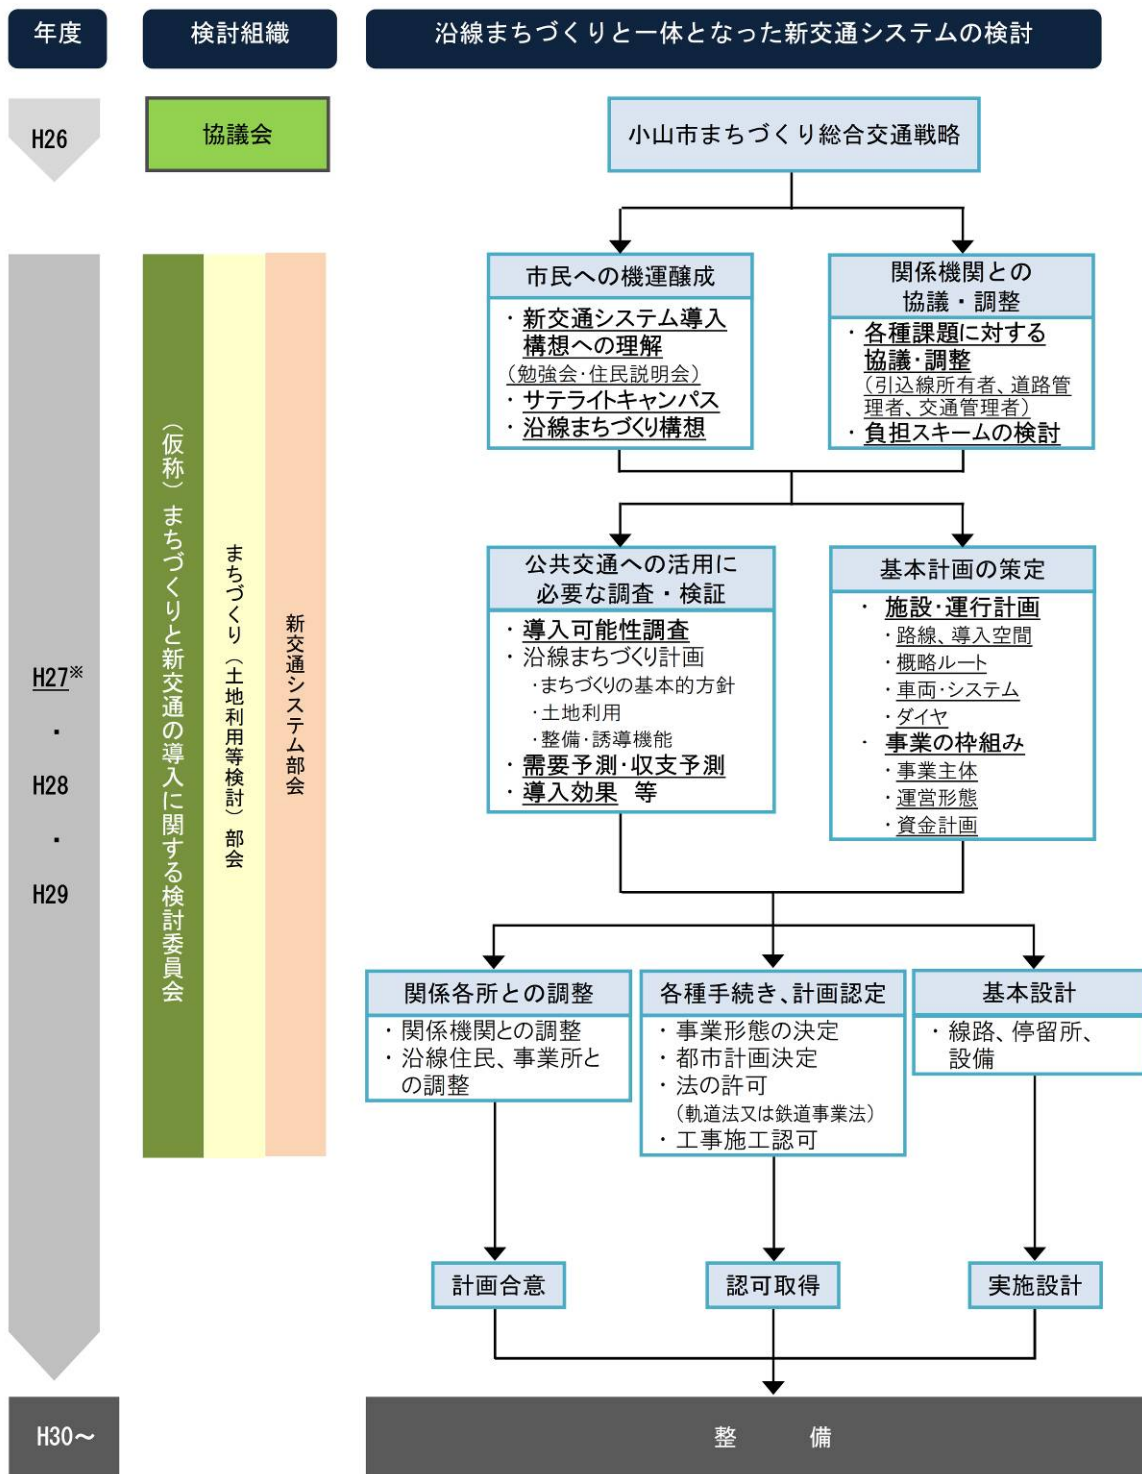 年度
検討組織
沿線まちづくりと一体となった新交通システムの検討
H26
協議会
小山市まちづくり総合交通戦略
市民への機運醸成
・新交通システム導入
構想への理解
（勉強会・住民説明会）
・サテライトキャンパス
・沿線まちづくり構想
関係機関との
協議・調整
・各種課題に対する
協議・調整
（引込線所有者、道路管
理者、交通管理者）
・負担スキームの検討
H27※
・
H28
・
H29
（仮称）まちづくりと新交通の導入に関する検討委員会
まちづくり（土地利用等検討）部会
新交通システム部会
公共交通への活用に
必要な調査・検証
・導入可能性調査
・沿線まちづくり計画
・まちづくりの基本的方針
・土地利用
・整備・誘導機能
・需要予測・収支予測
・導入効果 等
基本計画の策定
・施設・運行計画
・路線、導入空間
・概略ルート
・車両・システム
・ダイヤ
・事業の枠組み
・事業主体
・運営形態
・資金計画
関係各所との調整
・関係機関との調整
・沿線住民、事業所と
の調整
各種手続き、計画認定
・事業形態の決定
・都市計画決定
・法の許可
（軌道法又は鉄道事業法）
・工事施工認可
基本設計
・線路、停留所、
設備
計画合意
認可取得
実施設計
H30～
整 備